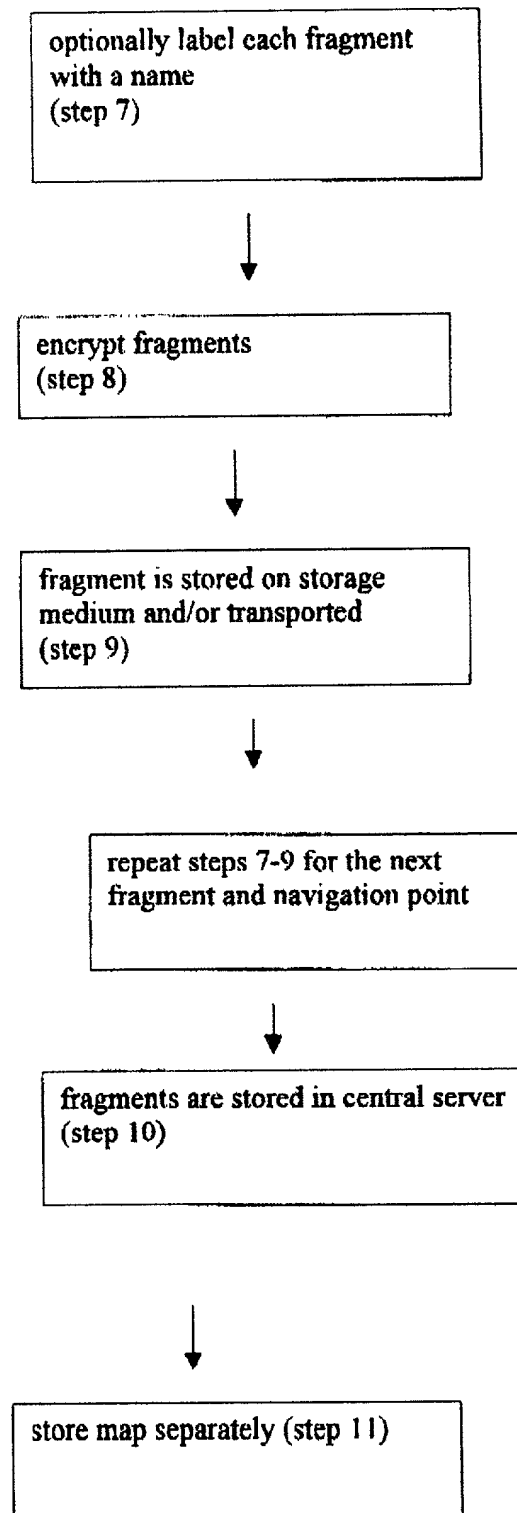 optionally label each fragment
with a name
(step 7)
encrypt fragments
(step 8)
fragment is stored on storage
medium and/or transported
(step 9)
repeat steps 7-9 for the next
fragment and navigation point
fragments are stored in central server
(step 10)
store map separately (step 11)